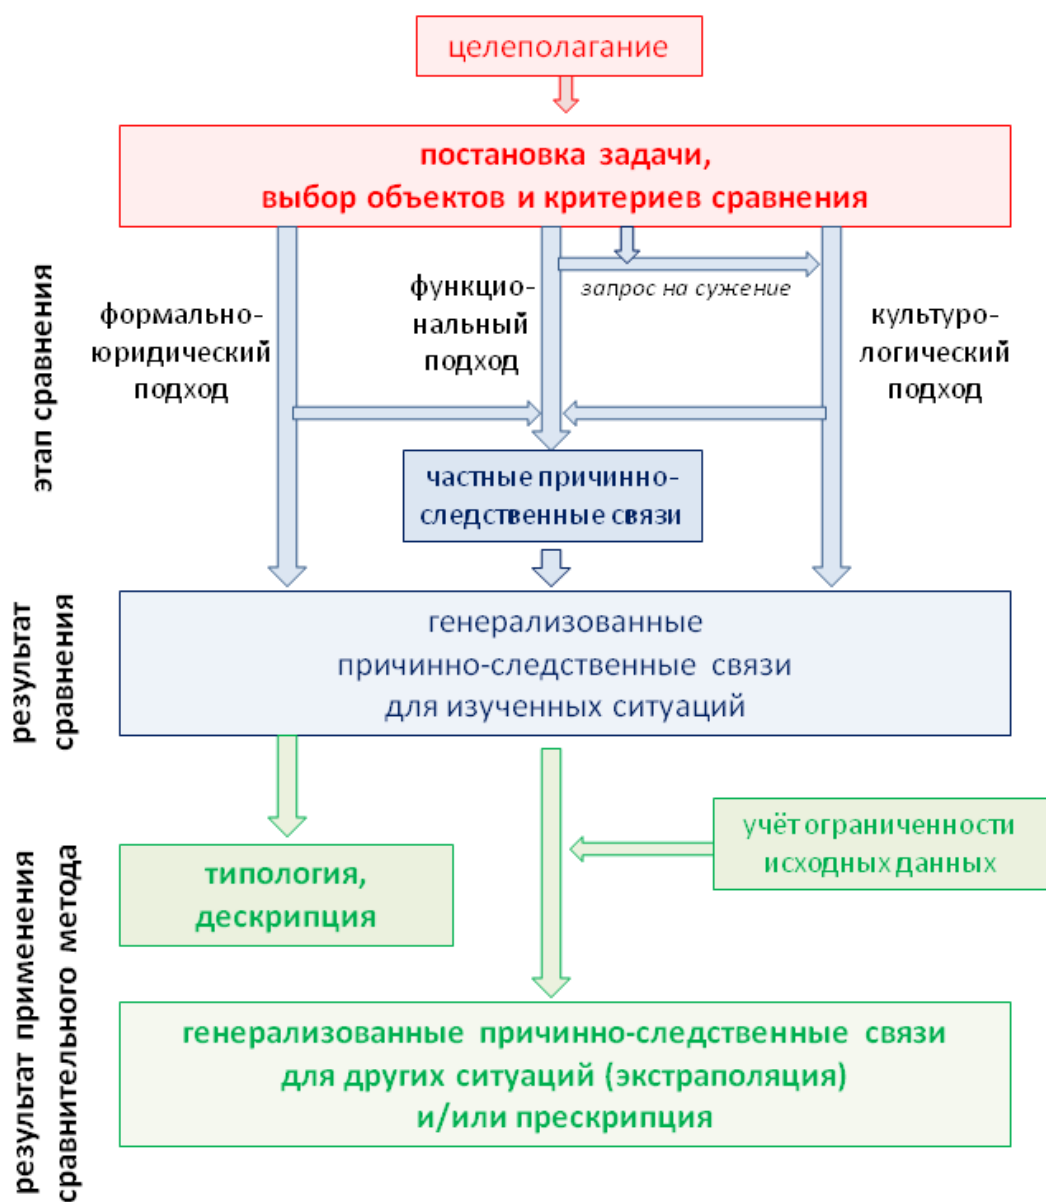 целеполагание
постановка задачи,
выбор объектов и критериев сравнения
этап сравнения
формально-
юридический
подход
функцио-
нальный
подход
запрос на сужение
культуро-
логический
подход
частные причинно-
следственные связи
результат
сравнения
генерализованные
причинно-следственные связи
для изученных ситуаций
результат применения
сравнительного метода
типология,
дескрипция
учёт ограниченности
исходных данных
генерализованные причинно-следственные связи
для других ситуаций (экстраполяция)
и/или прескрипция